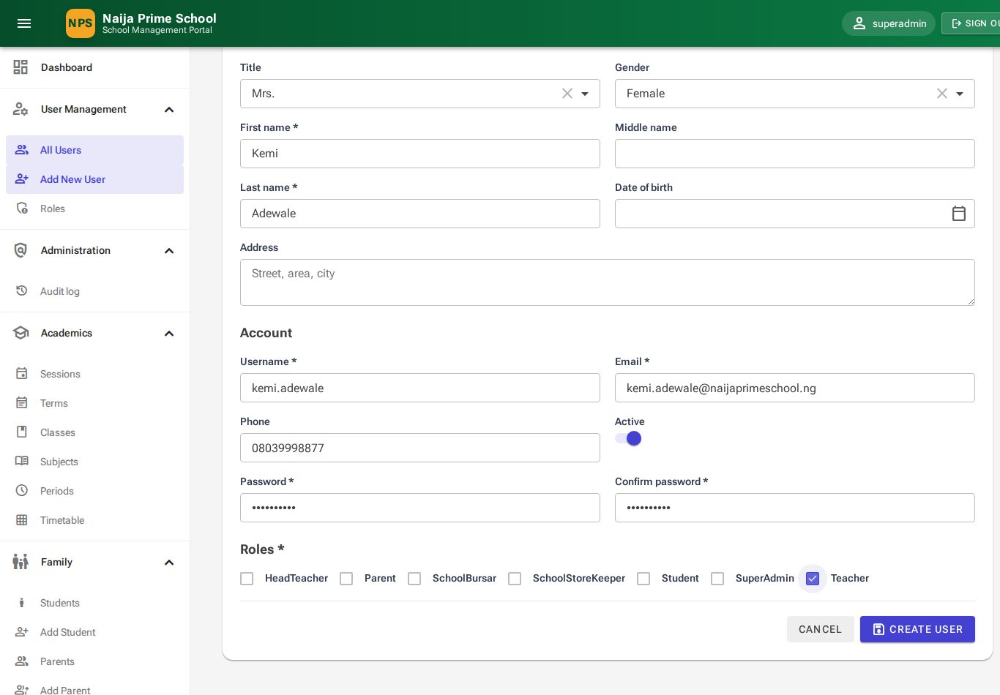 NPS
Naija Prime School
School Management Portal
superadmin
SIGN OU
Dashboard
User Management
All Users
Add New User
Roles
Administration
Audit log
Academics
Sessions
Terms
Classes
Subjects
Periods
Timetable
Family
Students
Add Student
Parents
Add Parent
Title
Gender
Mrs.
Female
First name *
Middle name
Kemi
Last name *
Date of birth
Adewale
Address
Street, area, city
Account
Username *
Email *
kemi.adewale
kemi.adewale@naijaprimeschool.ng
Phone
Active
08039998877
Password *
Confirm password *
••••••••••
••••••••••
Roles *
HeadTeacher Parent SchoolBursar SchoolStoreKeeper Student SuperAdmin Teacher
CANCEL
CREATE USER